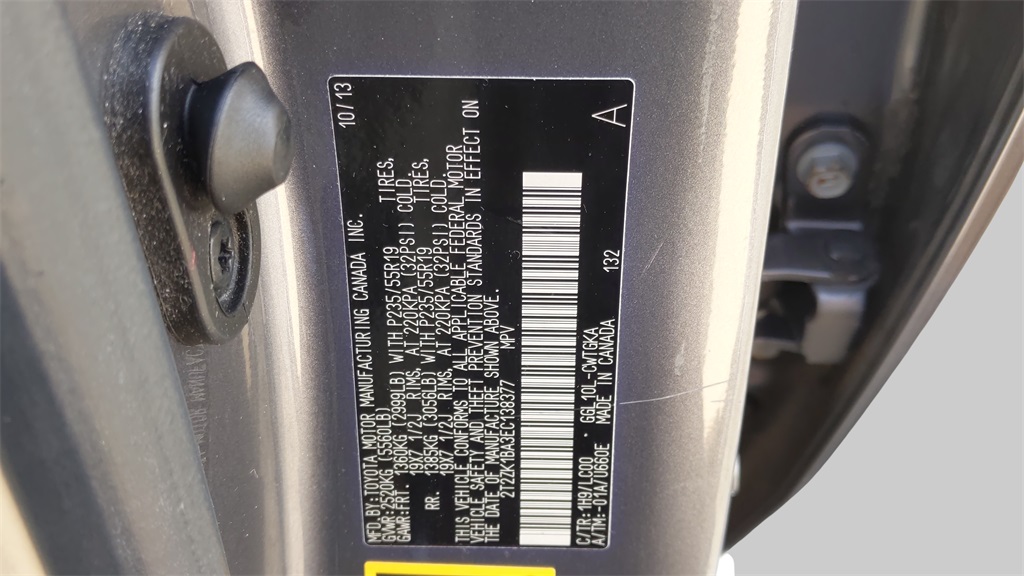 MFD.BY:TOYOTA MOTOR MANUFACTURING CANADA INC. 10/13
GVWR:2520KG (5560LB)
GAWR:FRT 1360KG (2999LB) WITH P235/55R19 TIRES,
19X7 1/2J RIMS, AT 220KPA (32PSI) COLD.
RR. 1385KG (3056LB) WITH P235/55R19 TIRES,
19X7 1/2J RIMS, AT 220KPA (32PSI) COLD.
THIS VEHICLE CONFORMS TO ALL APPLICABLE FEDERAL MOTOR
VEHICLE SAFETY AND THEFT PREVENTION STANDARDS IN EFFECT ON
THE DATE OF MANUFACTURE SHOWN ABOVE.
2T2ZK1BA3EC138377 MPV
C/TR:1H9/LC00 GGL10L-CWTGKA 132 A
A/TM:-01A/U660E MADE IN CANADA